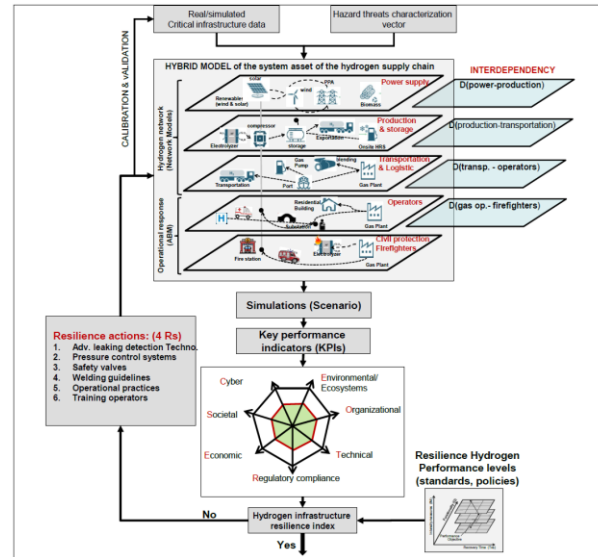 Real/simulated
Critical infrastructure data
Hazard threats characterization
vector
CALIBRATION & vALIDATION
HYBRID MODEL of the system asset of the hydrogen supply chain
INTERDEPENDENCY
Hydrogen network
(Network Models)
Operational response
(ABM)
solar
Renewables
(wind & solar)
wind
PPA
Biomass
Power supply
D(power-production)
compressor
Electrolyzer
storage
Exportation
Onsite HRS
Production
& storage
D(production-transportation)
Gas
Pump
blending
Transportation
Port
Gas Plant
Transportation
& Logistic
D(transp. - operators)
Residential
Building
H
Substation
Gas Plant
Operators
D(gas op.- firefighters)
Fire station
Electrolyzer
Gas Plant
Civil protection
Firefighters
Simulations (Scenario)
Key performance
indicators (KPIs)
Resilience actions: (4 Rs)
1. Adv. leaking detection Techno.
2. Pressure control systems
3. Safety valves
4. Welding guidelines
5. Operational practices
6. Training operators
Cyber
Environmental/
Ecosystems
Societal
Organizational
Economic
Technical
Regulatory compliance
Resilience Hydrogen
Performance levels
(standards, policies)
No
Hydrogen infrastructure
resilience index
Yes